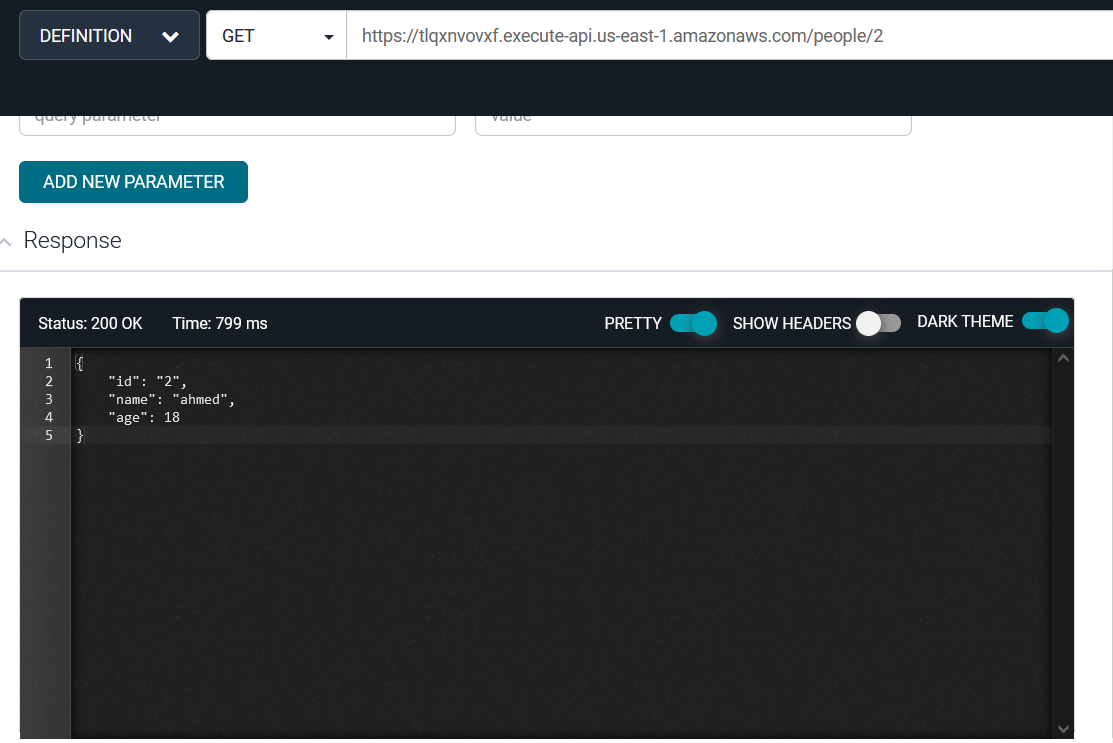 DEFINITION GET https://tlqxnvovxf.execute-api.us-east-1.amazonaws.com/people/2
query parameter value
ADD NEW PARAMETER
Response
Status: 200 OK Time: 799 ms PRETTY SHOW HEADERS DARK THEME
1 {
2 "id": "2",
3 "name": "ahmed",
4 "age": 18
5 }